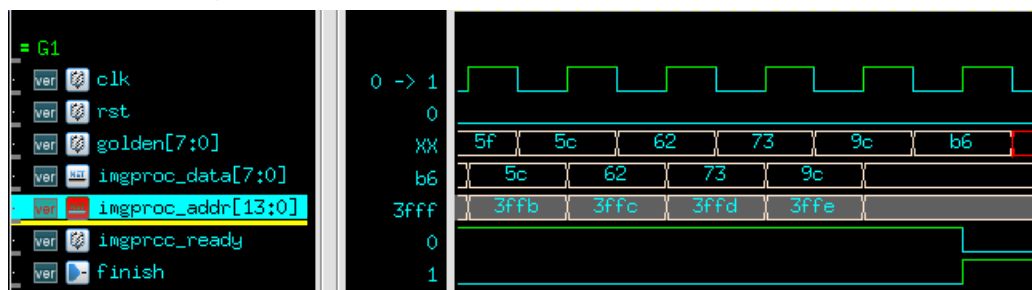 = G1
ver clk 0 -> 1
ver rst 0
ver golden[7:0] XX 5f 5c 62 73 9c b6
ver imgproc_data[7:0] b6 5c 62 73 9c
ver imgproc_addr[13:0] 3fff 3ffb 3ffc 3ffd 3ffe
ver imgprcc_ready 0
ver finish 1